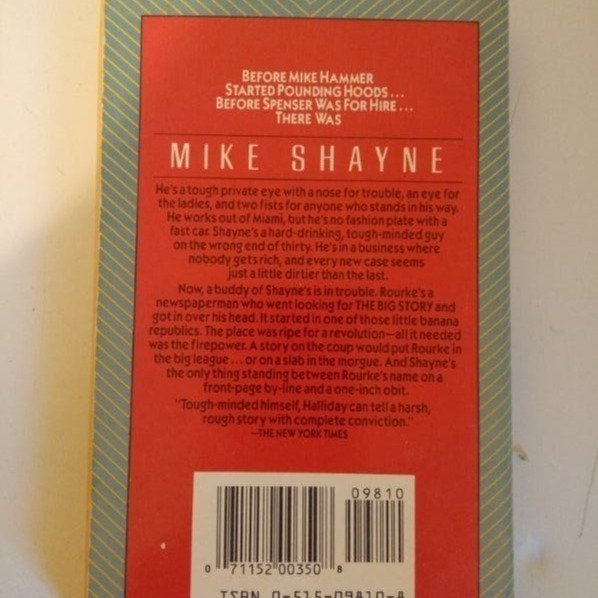 BEFORE MIKE HAMMER
STARTED POUNDING HOODS...
BEFORE SPENSER WAS FOR HIRE...
THERE WAS
MIKE SHAYNE
He's a tough private eye with a nose for trouble, an eye for
the ladies, and two fists for anyone who stands in his way.
He works out of Miami, but he's no fashion plate with a
fast car. Shayne's a hard-drinking, tough-minded guy
on the wrong end of thirty. He's in a business where
nobody gets rich, and every new case seems
just a little dirtier than the last.
Now, a buddy of Shayne's is in trouble. Rourke's a
newspaperman who went looking for THE BIG STORY and
got in over his head. It started in one of those little banana
republics. The place was ripe for a revolution—all it needed
was the firepower. A story on the coup would put Rourke in
the big league...or on a slab in the morgue. And Shayne's
the only thing standing between Rourke's name on a
front-page by-line and a one-inch obit.
"Tough-minded himself, Halliday can tell a harsh,
rough story with complete conviction."
—THE NEW YORK TIMES
09810
0 71152 00350 8
ISBN 0-515-09810-8